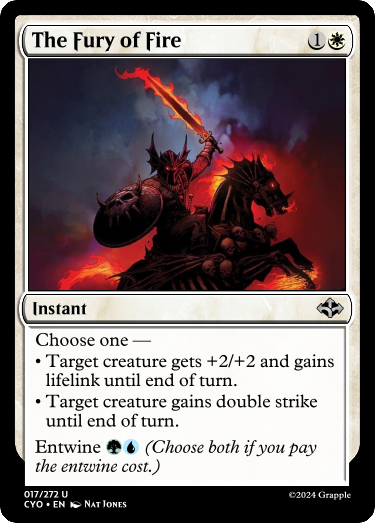 The Fury of Fire 1
Instant
Choose one —
• Target creature gets +2/+2 and gains
lifelink until end of turn.
• Target creature gains double strike
until end of turn.
Entwine (Choose both if you pay
the entwine cost.)
017/272 U
CYO • EN Nat Jones
©2024 Grapple